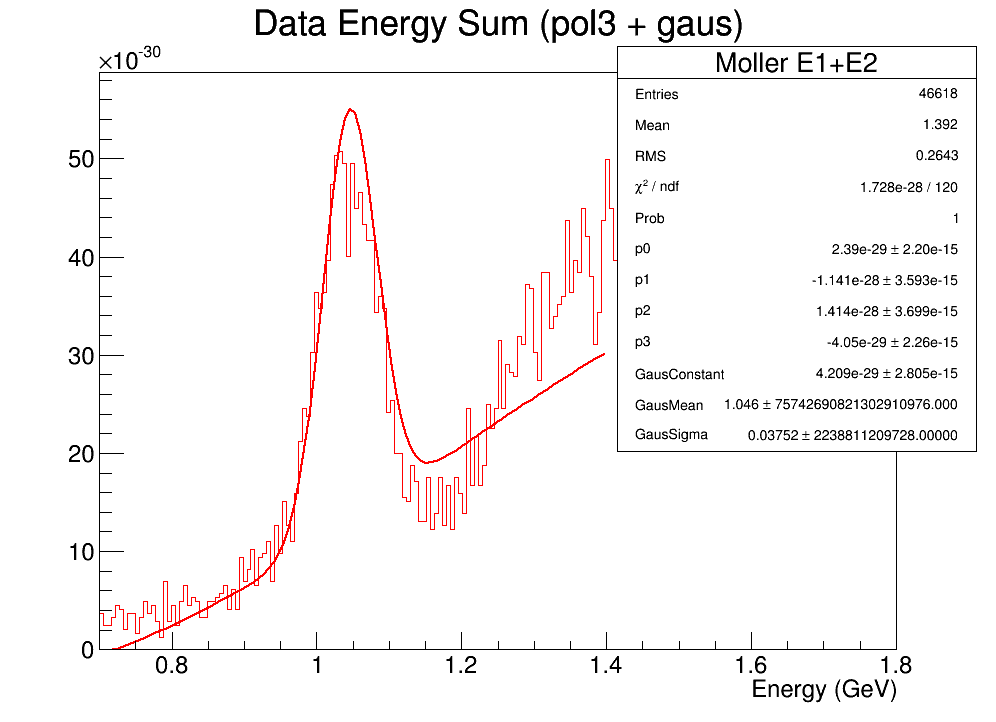 Data Energy Sum (pol3 + gaus)
×10⁻³⁰
Moller E1+E2
Entries 46618
Mean 1.392
RMS 0.2643
χ² / ndf 1.728e-28 / 120
Prob 1
p0 2.39e-29 ± 2.20e-15
p1 -1.141e-28 ± 3.593e-15
p2 1.414e-28 ± 3.699e-15
p3 -4.05e-29 ± 2.26e-15
GausConstant 4.209e-29 ± 2.805e-15
GausMean 1.046 ± 75742690821302910976.000
GausSigma 0.03752 ± 2238811209728.00000
50
40
30
20
10
0
0.8 1 1.2 1.4 1.6 1.8
Energy (GeV)